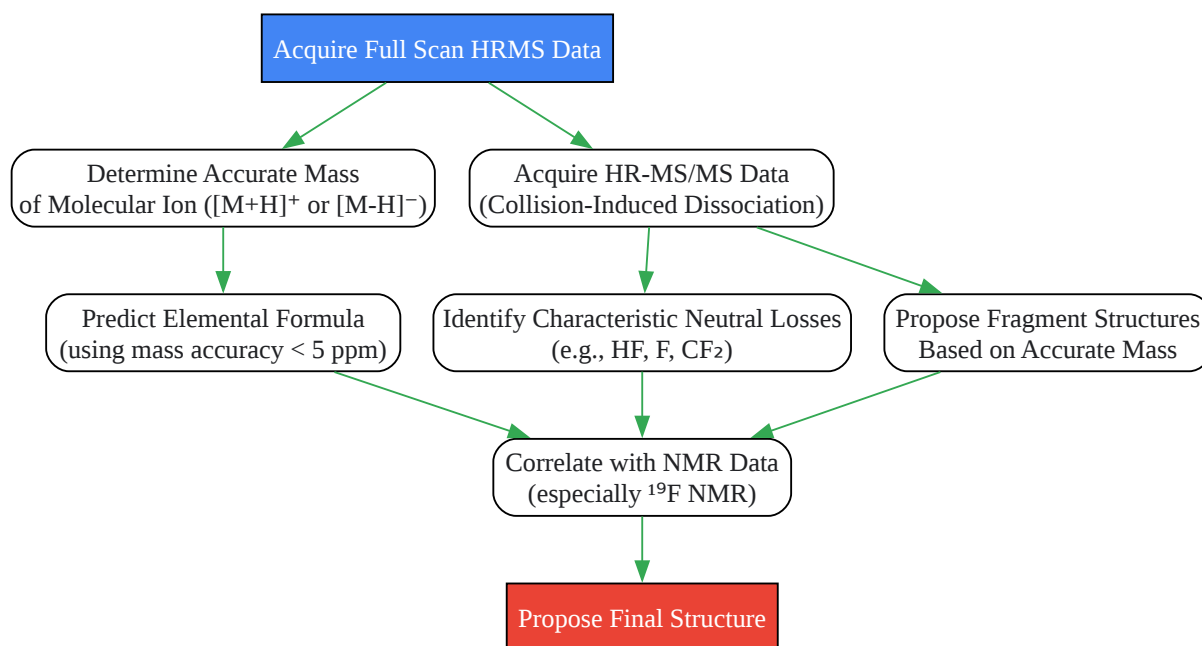 Acquire Full Scan HRMS Data
Determine Accurate Mass
of Molecular Ion ([M+H]⁺ or [M-H]⁻)
Acquire HR-MS/MS Data
(Collision-Induced Dissociation)
Predict Elemental Formula
(using mass accuracy < 5 ppm)
Identify Characteristic Neutral Losses
(e.g., HF, F, CF₂)
Propose Fragment Structures
Based on Accurate Mass
Correlate with NMR Data
(especially ¹⁹F NMR)
Propose Final Structure